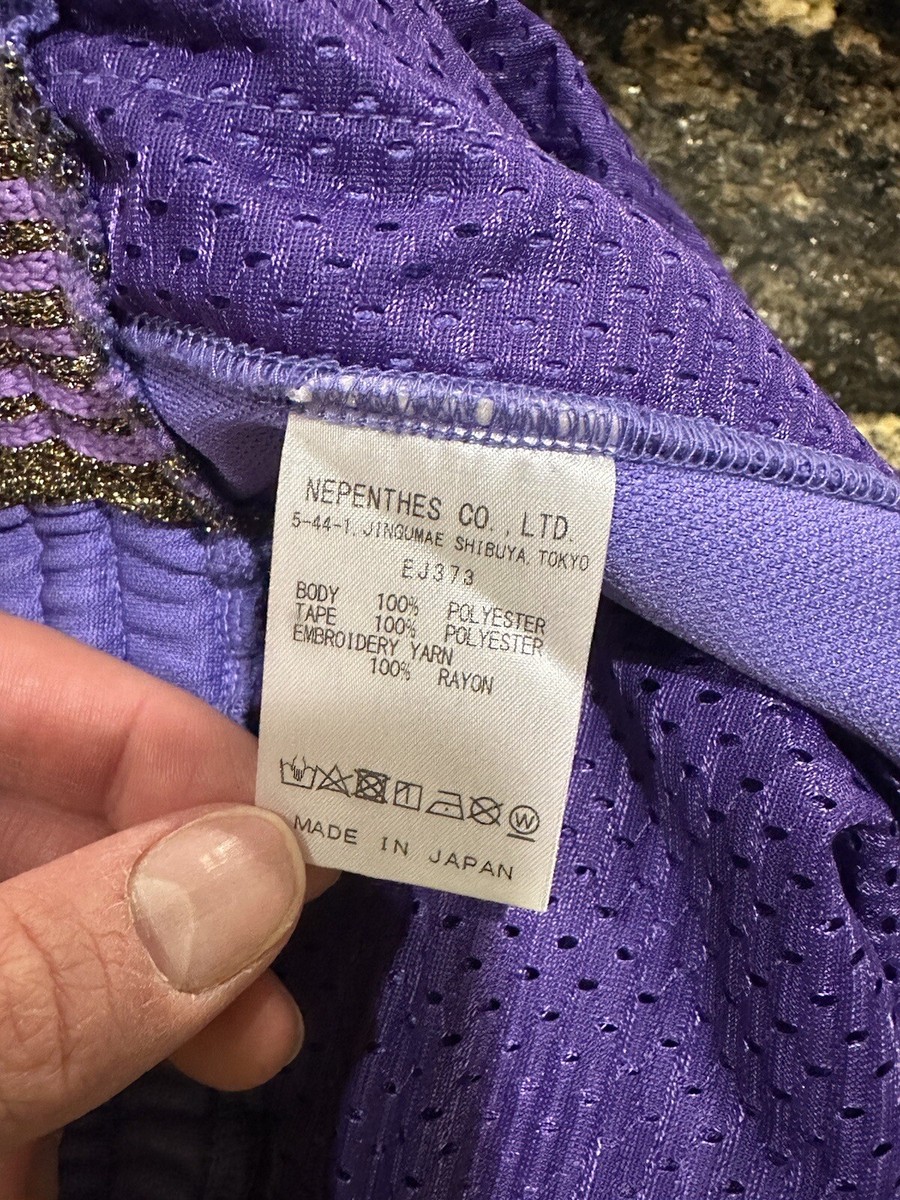 NEPENTHES CO., LTD.
5-44-1, JINGUMAE SHIBUYA, TOKYO
EJ373
BODY 100% POLYESTER
TAPE 100% POLYESTER
EMBROIDERY YARN
100% RAYON
W
MADE IN JAPAN